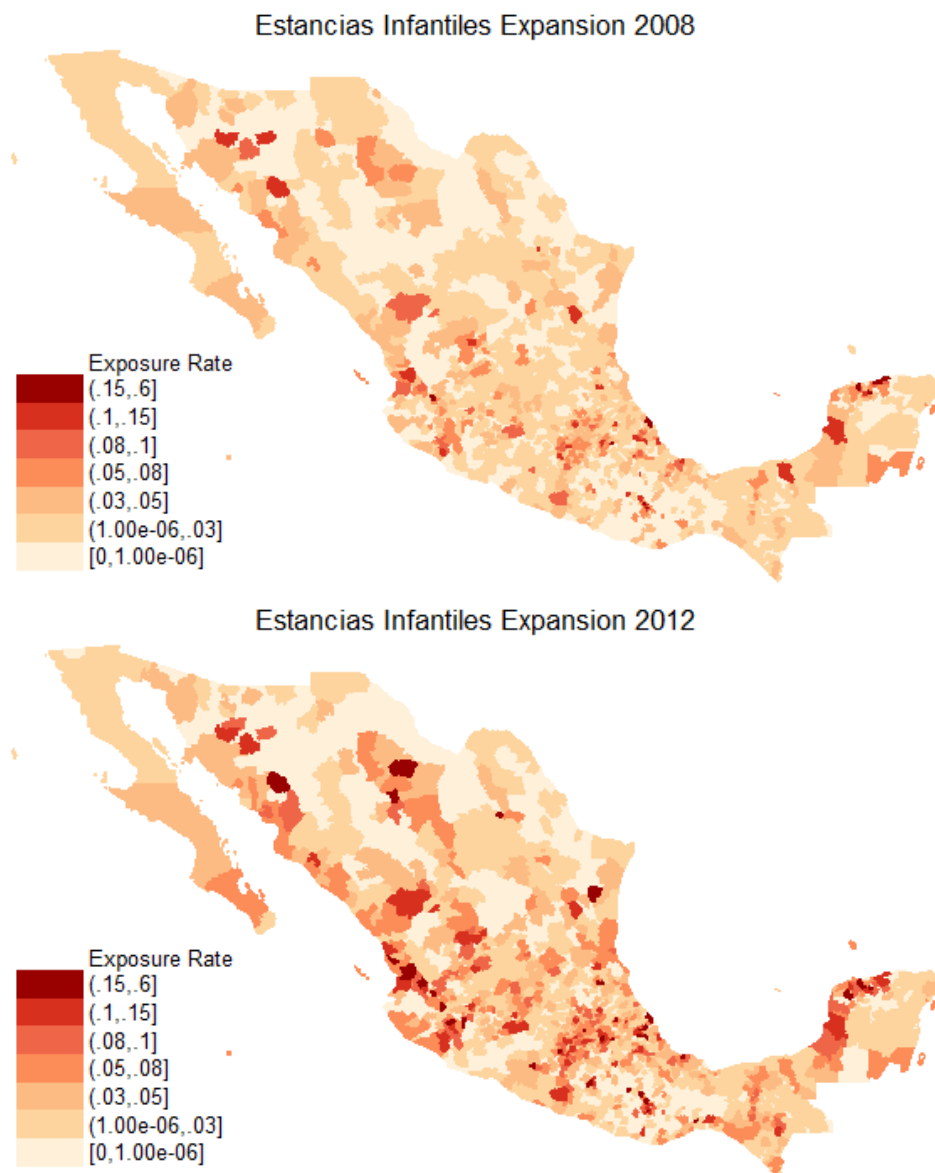 Estancias Infantiles Expansion 2008
Exposure Rate
(.15,.6]
(.1,.15]
(.08,.1]
(.05,.08]
(.03,.05]
(1.00e-06,.03]
[0,1.00e-06]
Estancias Infantiles Expansion 2012
Exposure Rate
(.15,.6]
(.1,.15]
(.08,.1]
(.05,.08]
(.03,.05]
(1.00e-06,.03]
[0,1.00e-06]